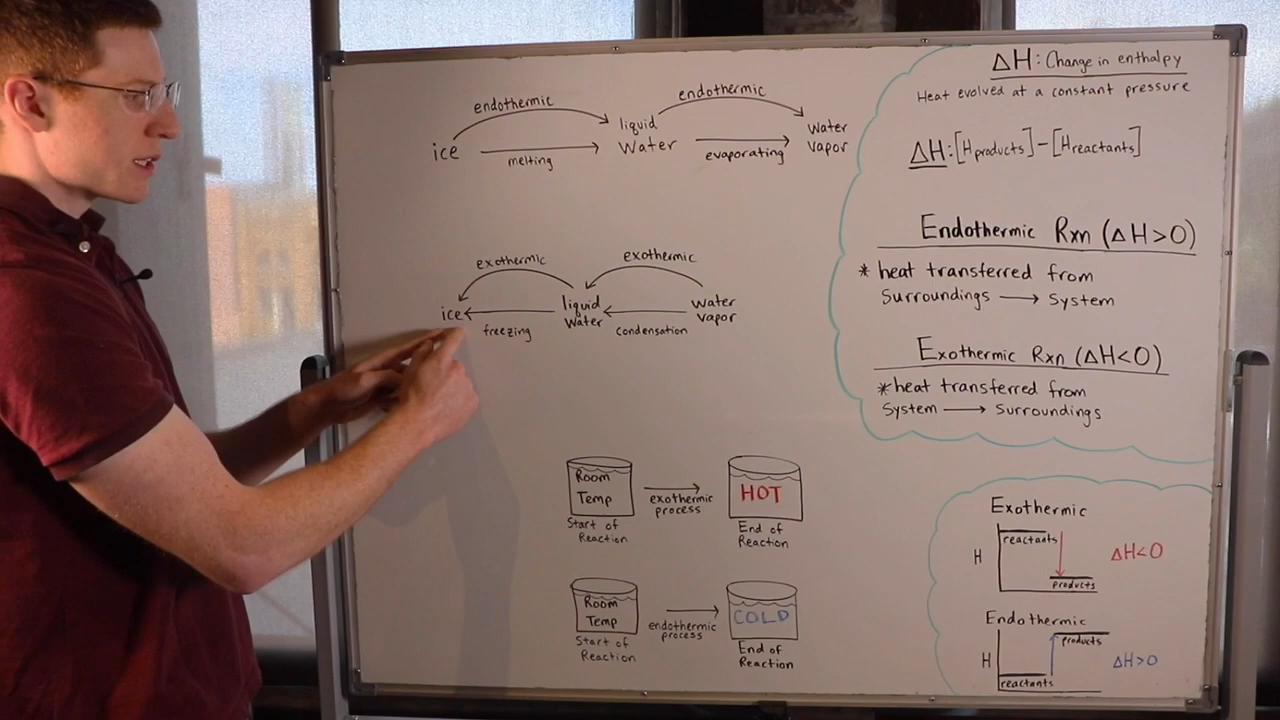 endothermic
endothermic
ice
melting
liquid
Water
evaporating
Water
vapor
exothermic
exothermic
ice
freezing
liquid
Water
condensation
water
vapor
Room
Temp
Start of
Reaction
exothermic
process
HOT
End of
Reaction
Room
Temp
Start of
Reaction
endothermic
process
COLD
End of
Reaction
ΔH: Change in enthalpy
Heat evolved at a constant pressure
ΔH: [Hproducts] - [Hreactants]
Endothermic Rxn (ΔH>0)
* heat transferred from
Surroundings → System
Exothermic Rxn (ΔH<0)
* heat transferred from
System → Surroundings
Exothermic
H
reactants
products
ΔH<0
Endothermic
H
products
reactants
ΔH>0